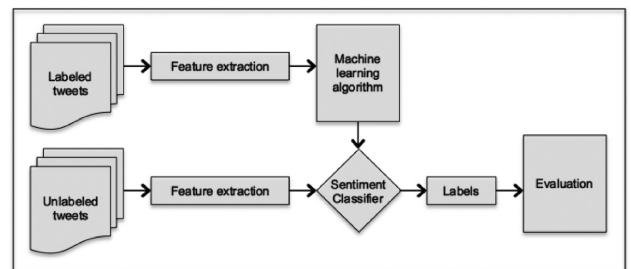 Labeled
tweets
Feature extraction
Machine
learning
algorithm
Unlabeled
tweets
Feature extraction
Sentiment
Classifier
Labels
Evaluation